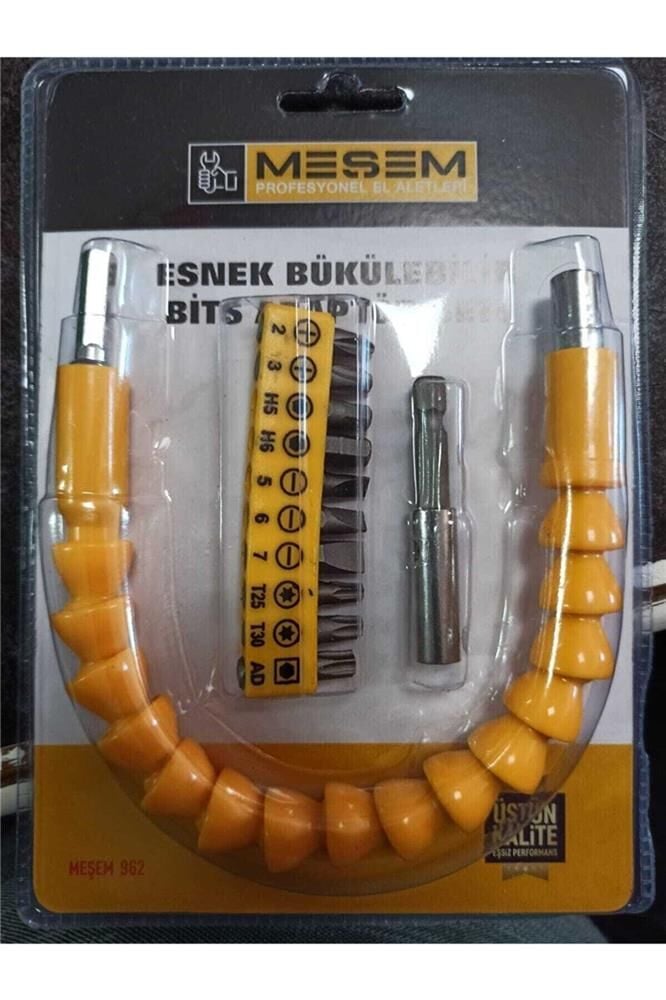 MEŞEM
PROFESYONEL EL ALETLERİ
ESNEK BÜKÜLEBİLİR
BİTS ADAPTÖR
2
3
H5
H6
5
6
7
T25
T30
AD
ÜSTÜN
KALİTE
EŞSİZ PERFORMANS
MEŞEM 962